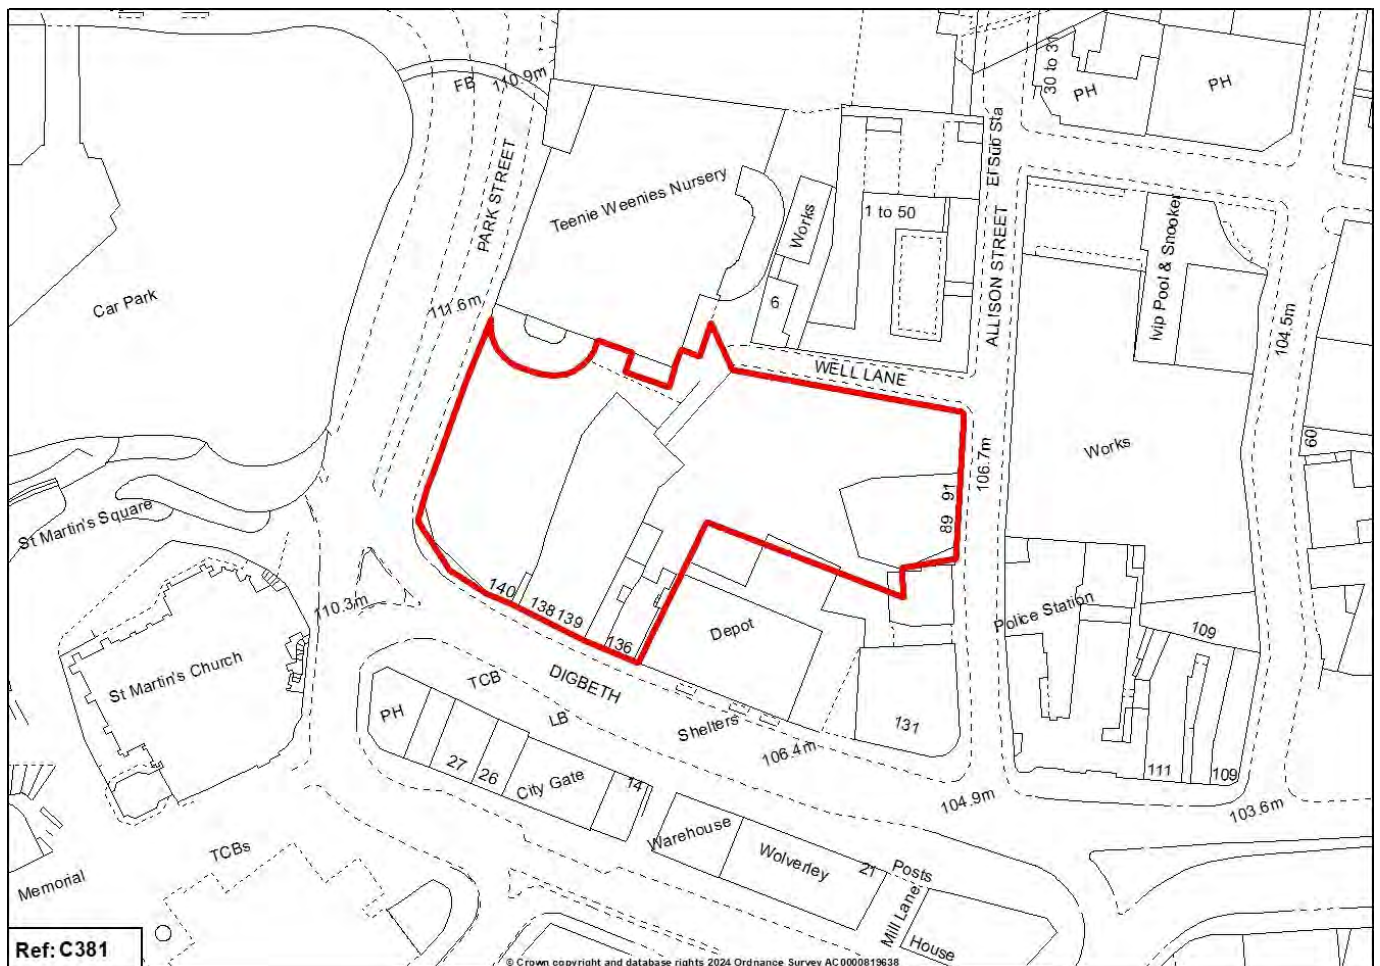 FB
110.9m
30 to 31
PH
PH
PARK STREET
Teenie Weenies Nursery
Works
1 to 50
El Sub Sta
ALLISON STREET
Ivip Pool & Snooker
Car Park
111.6m
6
WELL LANE
104.5m
Works
60
106.7m
91
89
St Martin's Square
110.3m
140
138
139
136
Depot
Police Station
109
St Martin's Church
DIGBETH
TCB
LB
Shelters
PH
131
106.4m
27
26
City Gate
14
111
109
104.9m
103.6m
Warehouse
Wolverley
21
Posts
Mill Lane
House
TCBs
Memorial
Ref: C381
© Crown copyright and database rights 2024 Ordnance Survey AC0000819638